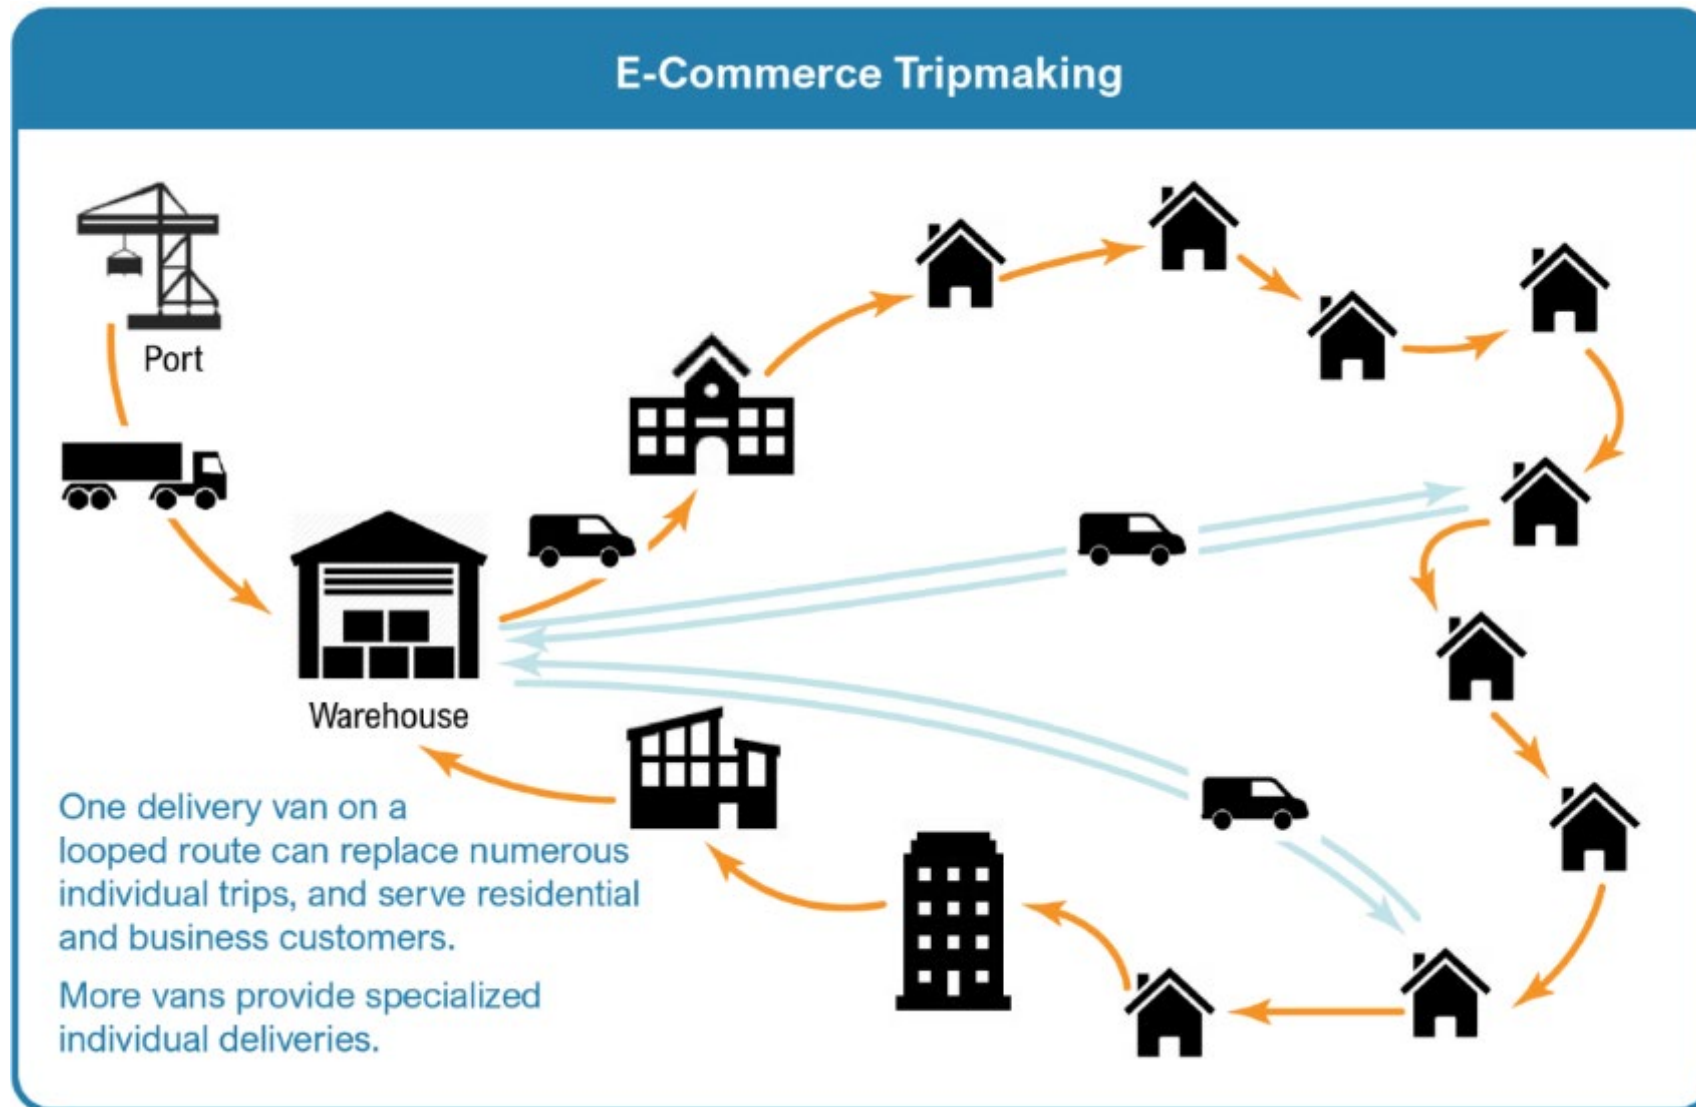 E-Commerce Tripmaking
Port
Warehouse
One delivery van on a
looped route can replace numerous
individual trips, and serve residential
and business customers.
More vans provide specialized
individual deliveries.